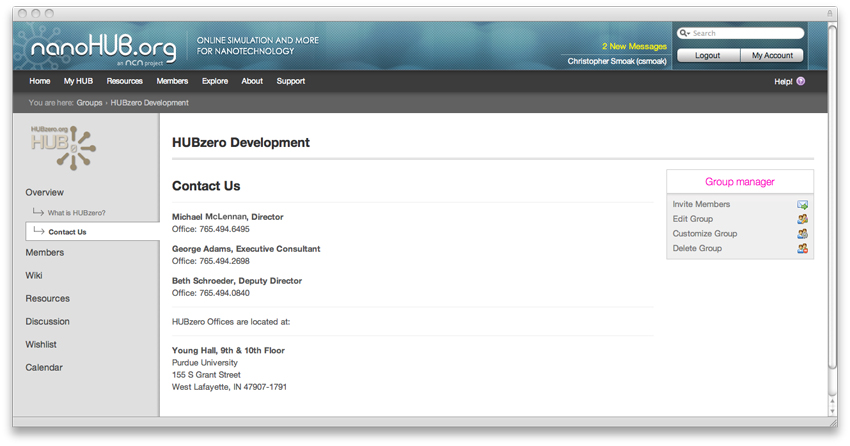 nanoHUB.org
an ncn project
ONLINE SIMULATION AND MORE
FOR NANOTECHNOLOGY
2 New Messages
Christopher Smoak (csmoak)
Search
Logout
My Account
Home My HUB Resources Members Explore About Support
Help! ?
You are here: Groups › HUBzero Development
HUBzero.org
HUB
Overview
What is HUBzero?
Contact Us
Members
Wiki
Resources
Discussion
Wishlist
Calendar
HUBzero Development
Contact Us
Michael McLennan, Director
Office: 765.494.6495
George Adams, Executive Consultant
Office: 765.494.2698
Beth Schroeder, Deputy Director
Office: 765.494.0840
HUBzero Offices are located at:
Young Hall, 9th & 10th Floor
Purdue University
155 S Grant Street
West Lafayette, IN 47907-1791
Group manager
Invite Members
Edit Group
Customize Group
Delete Group